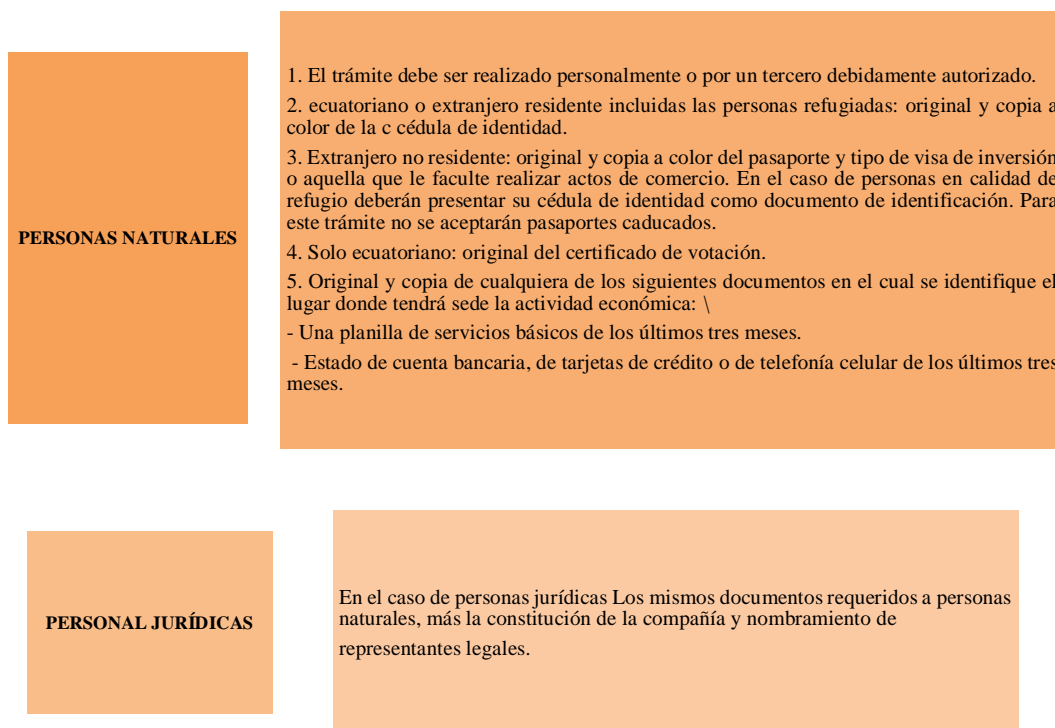 PERSONAS NATURALES
1. El trámite debe ser realizado personalmente o por un tercero debidamente autorizado.
2. ecuatoriano o extranjero residente incluidas las personas refugiadas: original y copia a
color de la c cédula de identidad.
3. Extranjero no residente: original y copia a color del pasaporte y tipo de visa de inversión
o aquella que le faculte realizar actos de comercio. En el caso de personas en calidad de
refugio deberán presentar su cédula de identidad como documento de identificación. Para
este trámite no se aceptarán pasaportes caducados.
4. Solo ecuatoriano: original del certificado de votación.
5. Original y copia de cualquiera de los siguientes documentos en el cual se identifique el
lugar donde tendrá sede la actividad económica: \
- Una planilla de servicios básicos de los últimos tres meses.
- Estado de cuenta bancaria, de tarjetas de crédito o de telefonía celular de los últimos tres
meses.
PERSONAL JURÍDICAS
En el caso de personas jurídicas Los mismos documentos requeridos a personas
naturales, más la constitución de la compañía y nombramiento de
representantes legales.